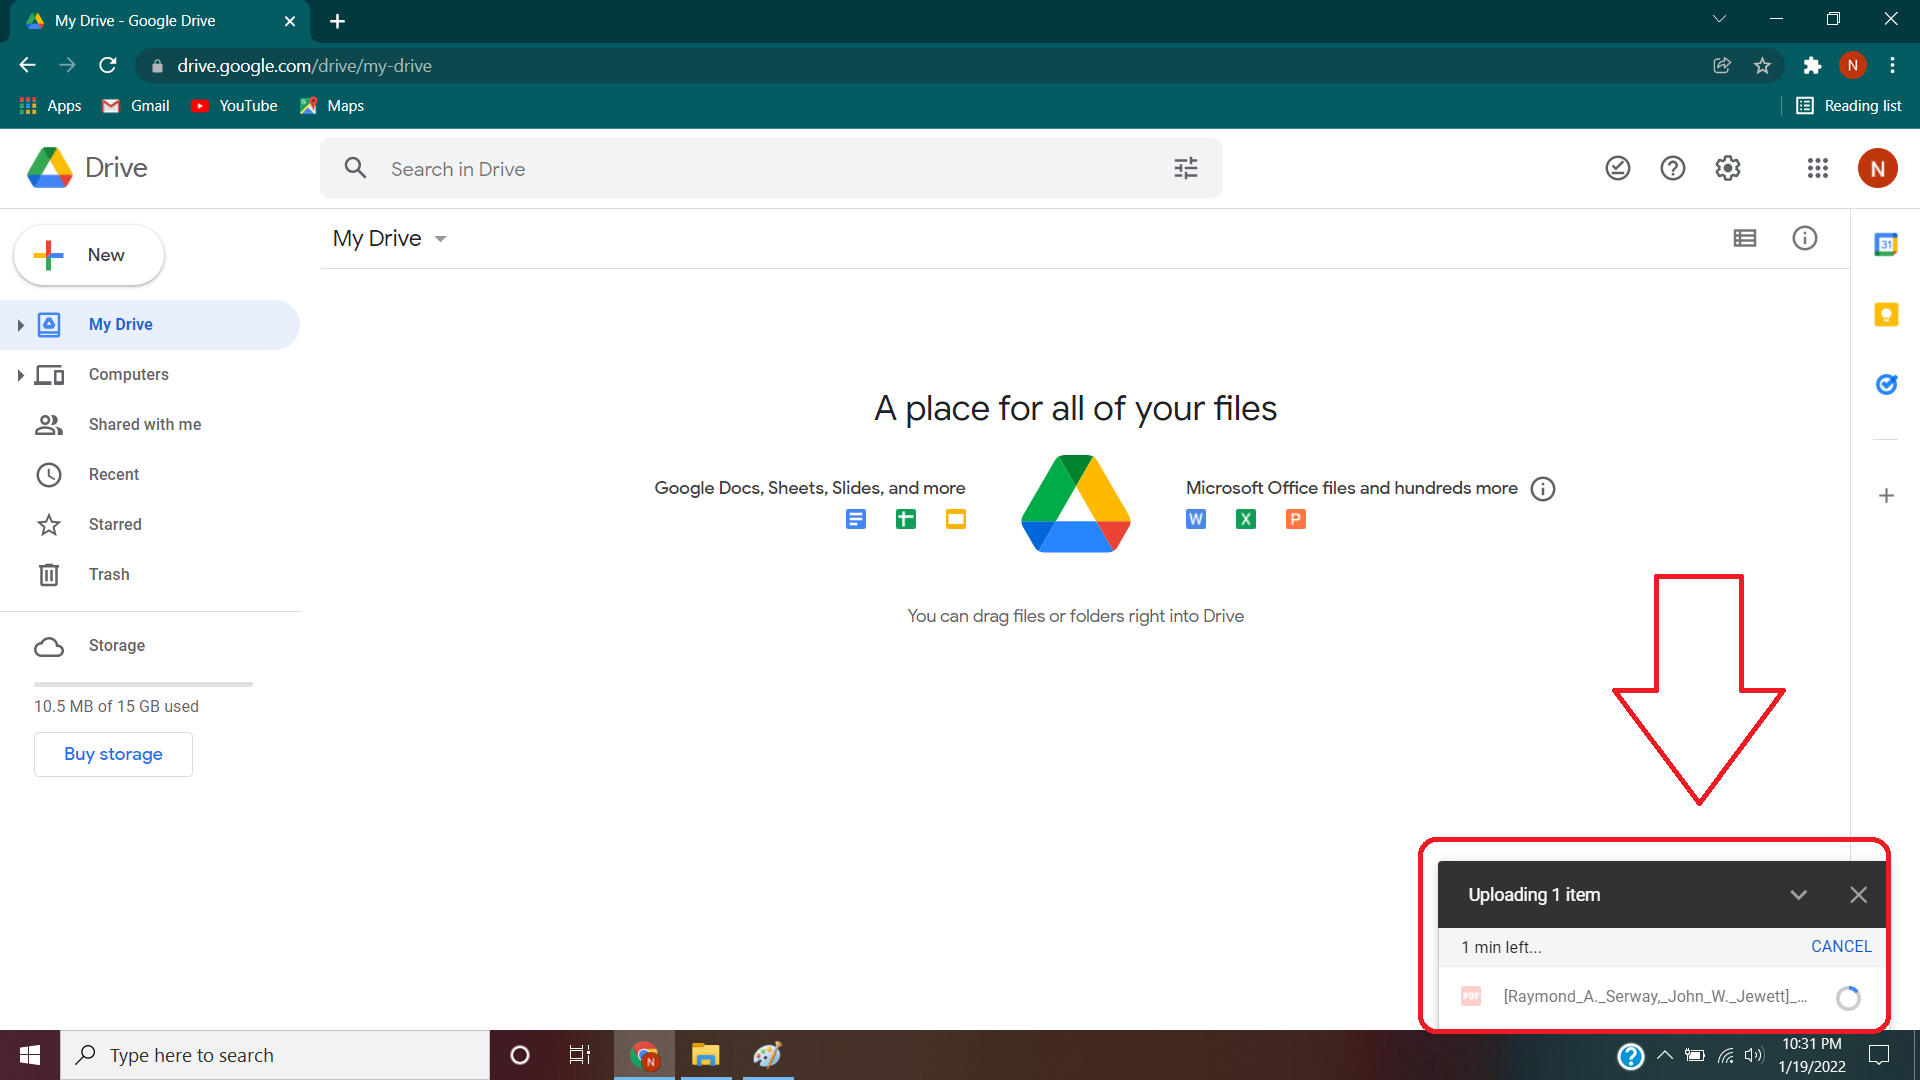 My Drive - Google Drive
drive.google.com/drive/my-drive
N
Apps
Gmail
YouTube
Maps
Reading list
Drive
Search in Drive
N
New
My Drive
31
My Drive
Computers
Shared with me
Recent
Starred
Trash
Storage
10.5 MB of 15 GB used
Buy storage
A place for all of your files
Google Docs, Sheets, Slides, and more
Microsoft Office files and hundreds more
W
X
P
You can drag files or folders right into Drive
Uploading 1 item
1 min left...
CANCEL
PDF
[Raymond_A._Serway,_John_W._Jewett]_...
Type here to search
N
10:31 PM
1/19/2022